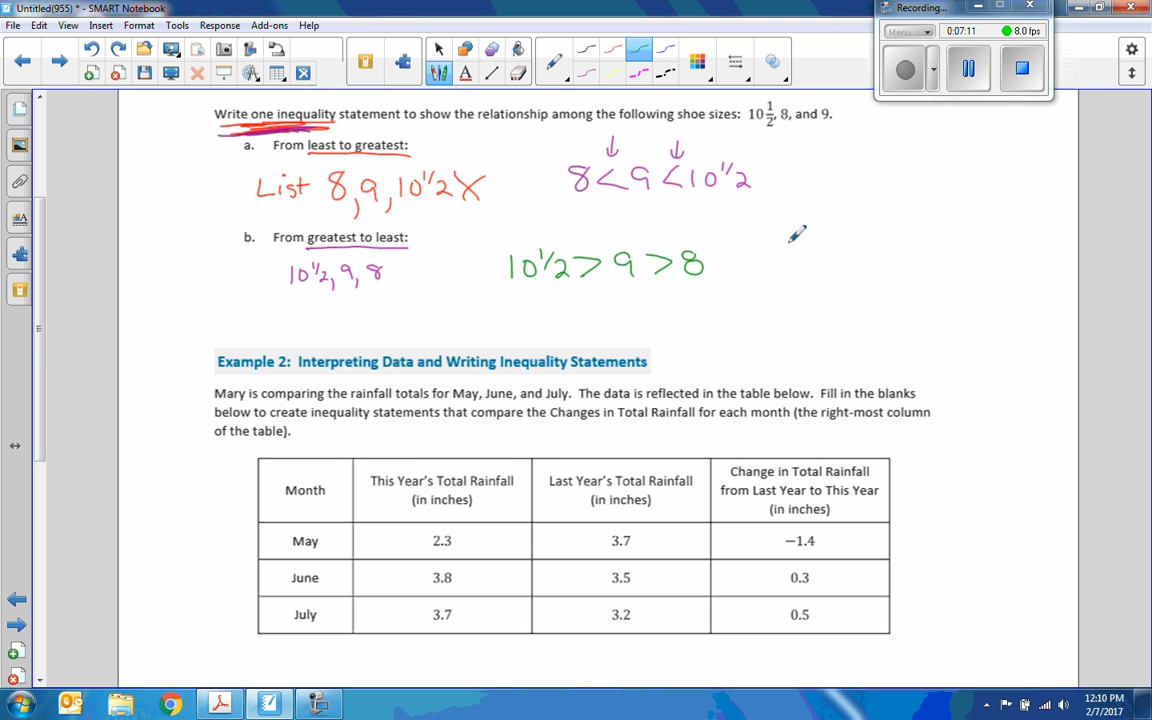 Untitled(955) * - SMART Notebook
Recording...
File Edit View Insert Format Tools Response Add-ons Help
Menu
0:07:11
8.0 fps
Write one inequality statement to show the relationship among the following shoe sizes: 10 1/2, 8, and 9.
a. From least to greatest:
List 8, 9, 10 1/2 X
8 < 9 < 10 1/2
b. From greatest to least:
10 1/2, 9, 8
10 1/2 > 9 > 8
Example 2: Interpreting Data and Writing Inequality Statements
Mary is comparing the rainfall totals for May, June, and July. The data is reflected in the table below. Fill in the blanks
below to create inequality statements that compare the Changes in Total Rainfall for each month (the right-most column
of the table).
Month
This Year's Total Rainfall
(in inches)
Last Year's Total Rainfall
(in inches)
Change in Total Rainfall
from Last Year to This Year
(in inches)
May 2.3 3.7 −1.4
June 3.8 3.5 0.3
July 3.7 3.2 0.5
12:10 PM
2/7/2017